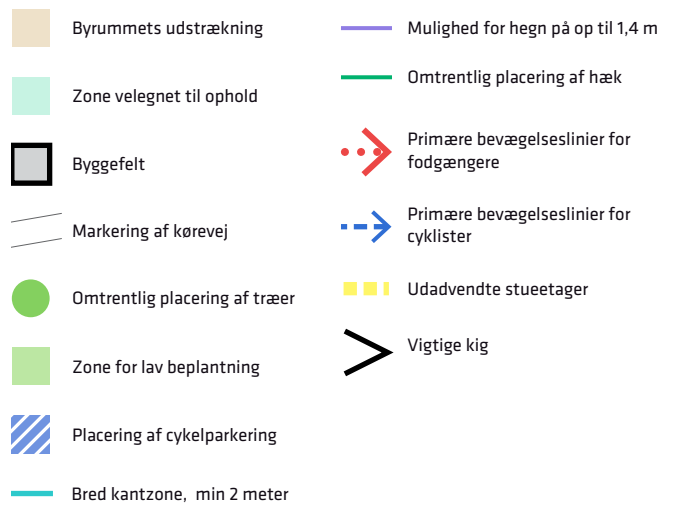 Byrummets udstrækning
Zone velegnet til ophold
Byggefelt
Markering af kørevej
Omtrentlig placering af træer
Zone for lav beplantning
Placering af cykelparkering
Bred kantzone, min 2 meter
Mulighed for hegn på op til 1,4 m
Omtrentlig placering af hæk
Primære bevægelseslinier for
fodgængere
Primære bevægelseslinier for
cyklister
Udadvendte stueetager
Vigtige kig